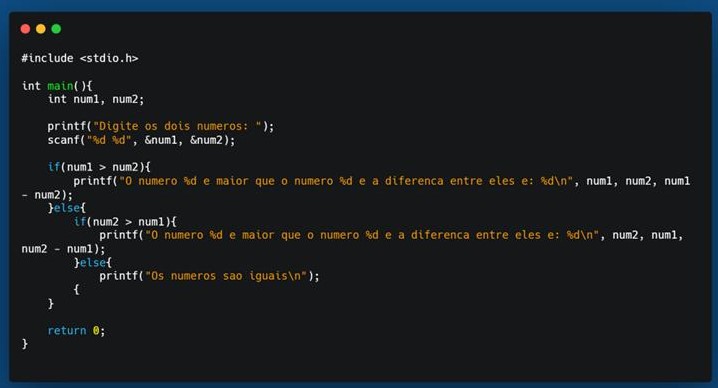 #include <stdio.h>
int main(){
    int num1, num2;
    printf("Digite os dois numeros: ");
    scanf("%d %d", &num1, &num2);
    if(num1 > num2){
        printf("O numero %d e maior que o numero %d e a diferenca entre eles e: %d\n", num1, num2, num1
- num2);
    }else{
        if(num2 > num1){
            printf("O numero %d e maior que o numero %d e a diferenca entre eles e: %d\n", num2, num1,
num2 - num1);
        }else{
            printf("Os numeros sao iguais\n");
        {
    }
    return 0;
}